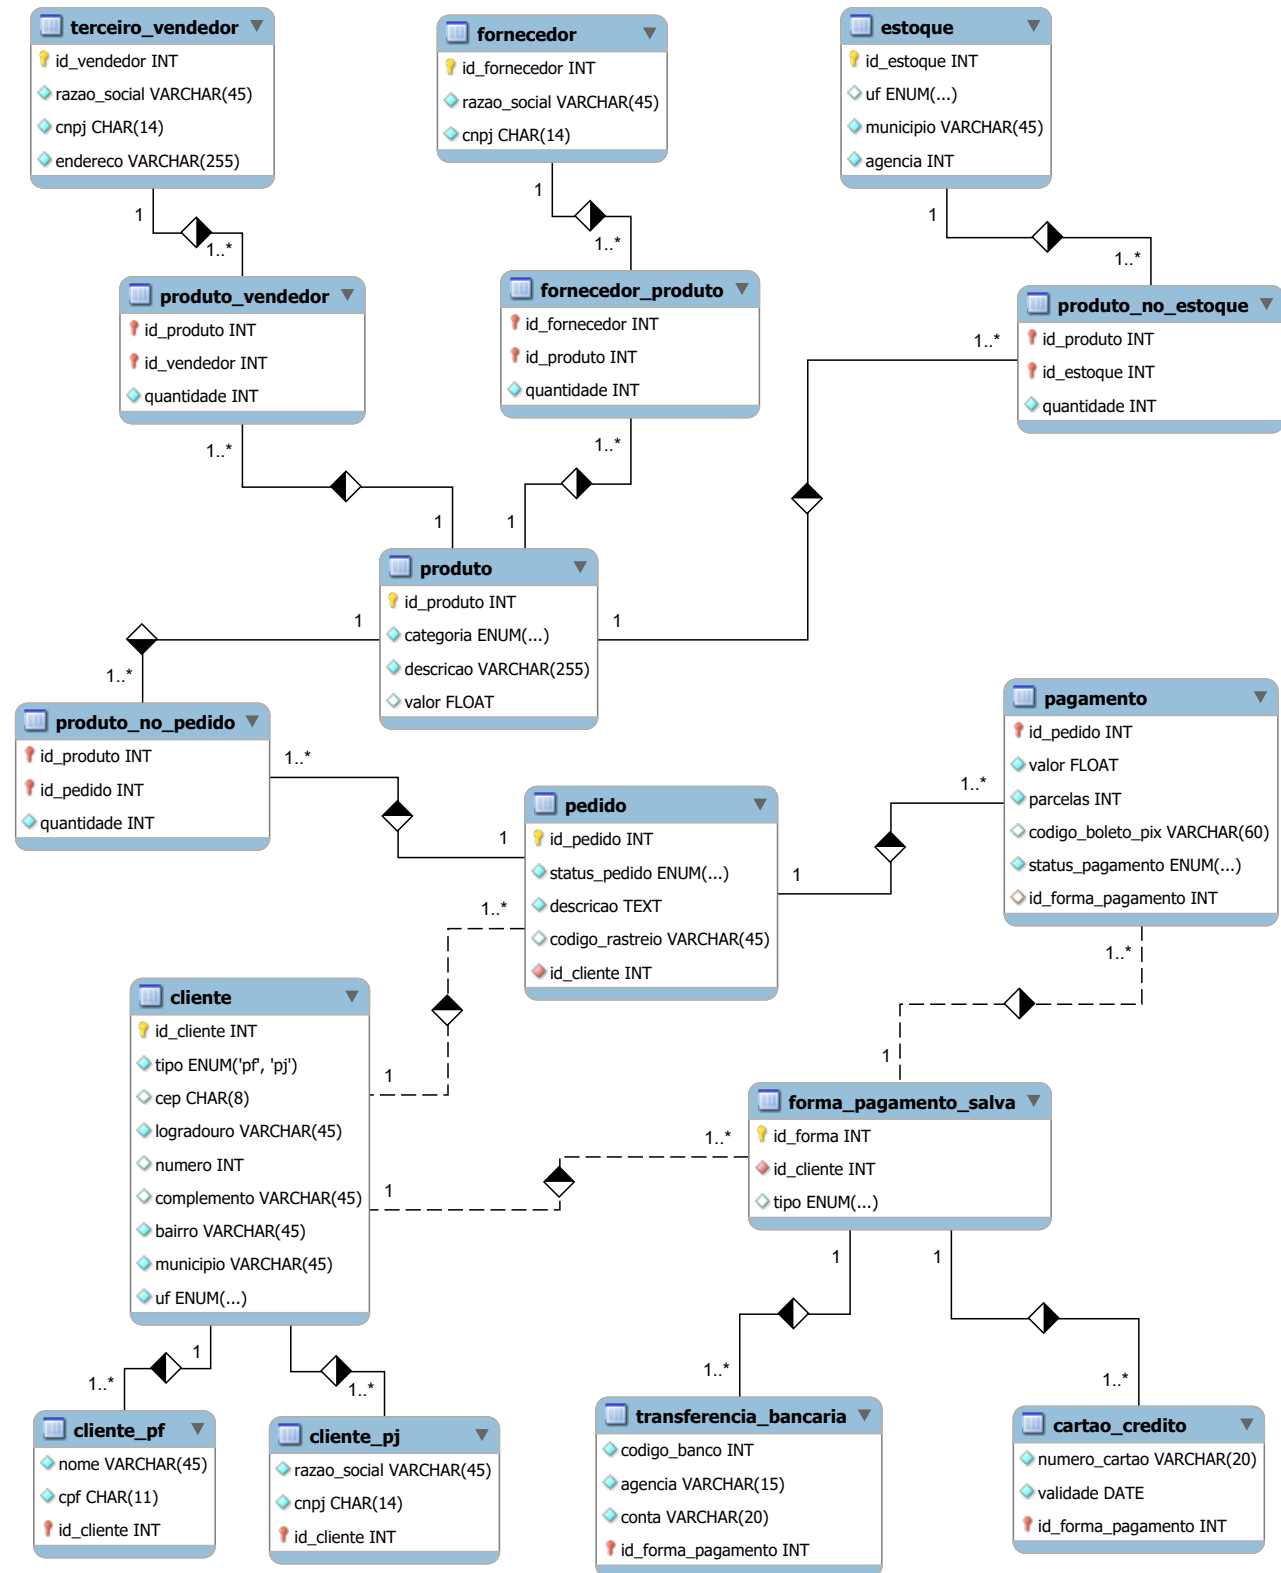 terceiro_vendedor
id_vendedor INT
razao_social VARCHAR(45)
cnpj CHAR(14)
endereco VARCHAR(255)
fornecedor
id_fornecedor INT
razao_social VARCHAR(45)
cnpj CHAR(14)
estoque
id_estoque INT
uf ENUM(...)
municipio VARCHAR(45)
agencia INT
1
1..*
1
1..*
1
1..*
produto_vendedor
id_produto INT
id_vendedor INT
quantidade INT
fornecedor_produto
id_fornecedor INT
id_produto INT
quantidade INT
produto_no_estoque
id_produto INT
id_estoque INT
quantidade INT
1..*
1..*
1..*
1
1
produto
id_produto INT
categoria ENUM(...)
descricao VARCHAR(255)
valor FLOAT
1
1
1..*
produto_no_pedido
id_produto INT
id_pedido INT
quantidade INT
1..*
1
pedido
id_pedido INT
status_pedido ENUM(...)
descricao TEXT
codigo_rastreio VARCHAR(45)
id_cliente INT
1
1..*
pagamento
id_pedido INT
valor FLOAT
parcelas INT
codigo_boleto_pix VARCHAR(60)
status_pagamento ENUM(...)
id_forma_pagamento INT
1..*
1..*
1
1
cliente
id_cliente INT
tipo ENUM('pf', 'pj')
cep CHAR(8)
logradouro VARCHAR(45)
numero INT
complemento VARCHAR(45)
bairro VARCHAR(45)
municipio VARCHAR(45)
uf ENUM(...)
1
1..*
forma_pagamento_salva
id_forma INT
id_cliente INT
tipo ENUM(...)
1
1
1
1..*
1..*
1..*
1..*
cliente_pf
nome VARCHAR(45)
cpf CHAR(11)
id_cliente INT
cliente_pj
razao_social VARCHAR(45)
cnpj CHAR(14)
id_cliente INT
transferencia_bancaria
codigo_banco INT
agencia VARCHAR(15)
conta VARCHAR(20)
id_forma_pagamento INT
cartao_credito
numero_cartao VARCHAR(20)
validade DATE
id_forma_pagamento INT